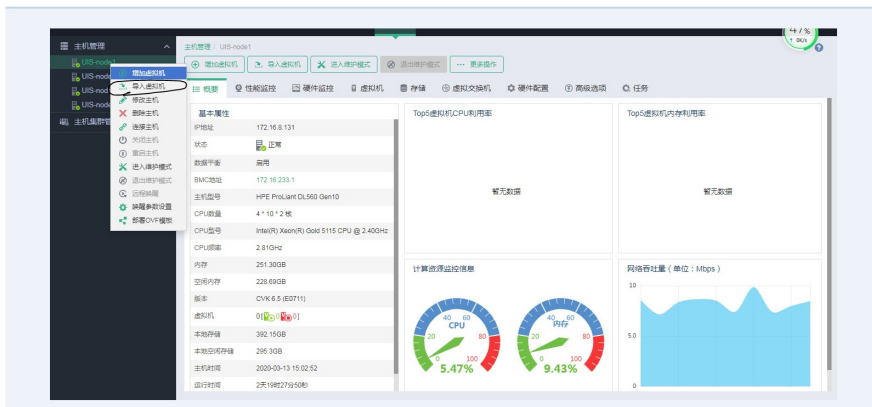 47%
↑ 0K/s
主机管理
主机管理 / UIS-node1
UIS-node1
UIS-node
UIS-node
UIS-node
主机集群管
增加虚拟机
导入虚拟机
修改主机
删除主机
连接主机
关闭主机
重启主机
进入维护模式
退出维护模式
远程唤醒
唤醒参数设置
部署OVF模板
增加虚拟机 导入虚拟机 进入维护模式 退出维护模式 ··· 更多操作
概要 性能监控 硬件监控 虚拟机 存储 虚拟交换机 硬件配置 高级选项 任务
基本属性
IP地址 172.16.8.131
状态 正常
数据平衡 启用
BMC地址 172.16.233.1
主机型号 HPE ProLiant DL560 Gen10
CPU数量 4 * 10 * 2 核
CPU型号 Intel(R) Xeon(R) Gold 5115 CPU @ 2.40GHz
CPU频率 2.81GHz
内存 251.30GB
空闲内存 228.69GB
版本 CVK 6.5 (E0711)
虚拟机 0[0 0]
本地存储 392.15GB
本地空闲存储 295.3GB
主机时间 2020-03-13 15:02:52
运行时间 2天19时27分50秒
Top5虚拟机CPU利用率
暂无数据
Top5虚拟机内存利用率
暂无数据
计算资源监控信息
0 20 40 60 80 100
CPU
5.47%
0 20 40 60 80 100
内存
9.43%
网络吞吐量 ( 单位：Mbps )
10
5.0
0